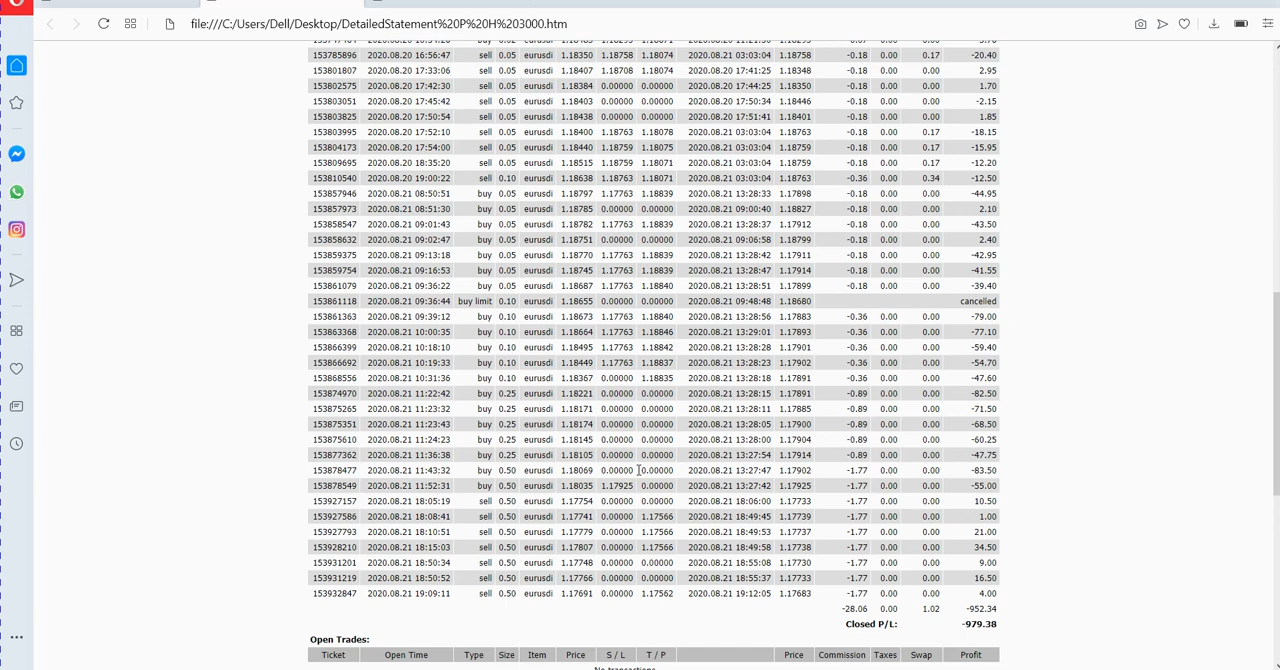 file:///C:/Users/Dell/Desktop/DetailedStatement%20P%20H%203000.htm
153785896 2020.08.20 16:56:47 sell 0.05 eurusdi 1.18350 1.18758 1.18074 2020.08.21 03:03:04 1.18758 -0.18 0.00 0.17 -20.40
153801807 2020.08.20 17:33:06 sell 0.05 eurusdi 1.18407 1.18708 1.18074 2020.08.20 17:41:25 1.18348 -0.18 0.00 0.00 2.95
153802575 2020.08.20 17:42:30 sell 0.05 eurusdi 1.18384 0.00000 0.00000 2020.08.20 17:44:25 1.18350 -0.18 0.00 0.00 1.70
153803051 2020.08.20 17:45:42 sell 0.05 eurusdi 1.18403 0.00000 0.00000 2020.08.20 17:50:34 1.18446 -0.18 0.00 0.00 -2.15
153803825 2020.08.20 17:50:54 sell 0.05 eurusdi 1.18438 0.00000 0.00000 2020.08.20 17:51:41 1.18401 -0.18 0.00 0.00 1.85
153803995 2020.08.20 17:52:10 sell 0.05 eurusdi 1.18400 1.18763 1.18078 2020.08.21 03:03:04 1.18763 -0.18 0.00 0.17 -18.15
153804173 2020.08.20 17:54:00 sell 0.05 eurusdi 1.18440 1.18759 1.18075 2020.08.21 03:03:04 1.18759 -0.18 0.00 0.17 -15.95
153809695 2020.08.20 18:35:20 sell 0.05 eurusdi 1.18515 1.18759 1.18071 2020.08.21 03:03:04 1.18759 -0.18 0.00 0.17 -12.20
153810540 2020.08.20 19:00:22 sell 0.10 eurusdi 1.18638 1.18763 1.18071 2020.08.21 03:03:04 1.18763 -0.36 0.00 0.34 -12.50
153857946 2020.08.21 08:50:51 buy 0.05 eurusdi 1.18797 1.17763 1.18839 2020.08.21 13:28:33 1.17898 -0.18 0.00 0.00 -44.95
153857973 2020.08.21 08:51:30 buy 0.05 eurusdi 1.18785 0.00000 0.00000 2020.08.21 09:00:40 1.18827 -0.18 0.00 0.00 2.10
153858547 2020.08.21 09:01:43 buy 0.05 eurusdi 1.18782 1.17763 1.18839 2020.08.21 13:28:37 1.17912 -0.18 0.00 0.00 -43.50
153858632 2020.08.21 09:02:47 buy 0.05 eurusdi 1.18751 0.00000 0.00000 2020.08.21 09:06:58 1.18799 -0.18 0.00 0.00 2.40
153859375 2020.08.21 09:13:18 buy 0.05 eurusdi 1.18770 1.17763 1.18839 2020.08.21 13:28:42 1.17911 -0.18 0.00 0.00 -42.95
153859754 2020.08.21 09:16:53 buy 0.05 eurusdi 1.18745 1.17763 1.18839 2020.08.21 13:28:47 1.17914 -0.18 0.00 0.00 -41.55
153861079 2020.08.21 09:36:22 buy 0.05 eurusdi 1.18687 1.17763 1.18840 2020.08.21 13:28:51 1.17899 -0.18 0.00 0.00 -39.40
153861118 2020.08.21 09:36:44 buy limit 0.10 eurusdi 1.18655 0.00000 0.00000 2020.08.21 09:48:48 1.18680 cancelled
153861363 2020.08.21 09:39:12 buy 0.10 eurusdi 1.18673 1.17763 1.18840 2020.08.21 13:28:56 1.17883 -0.36 0.00 0.00 -79.00
153863368 2020.08.21 10:00:35 buy 0.10 eurusdi 1.18664 1.17763 1.18846 2020.08.21 13:29:01 1.17893 -0.36 0.00 0.00 -77.10
153866399 2020.08.21 10:18:10 buy 0.10 eurusdi 1.18495 1.17763 1.18842 2020.08.21 13:28:28 1.17901 -0.36 0.00 0.00 -59.40
153866692 2020.08.21 10:19:33 buy 0.10 eurusdi 1.18449 1.17763 1.18837 2020.08.21 13:28:23 1.17902 -0.36 0.00 0.00 -54.70
153868556 2020.08.21 10:31:36 buy 0.10 eurusdi 1.18367 0.00000 1.18835 2020.08.21 13:28:18 1.17891 -0.36 0.00 0.00 -47.60
153874970 2020.08.21 11:22:42 buy 0.25 eurusdi 1.18221 0.00000 0.00000 2020.08.21 13:28:15 1.17891 -0.89 0.00 0.00 -82.50
153875265 2020.08.21 11:23:32 buy 0.25 eurusdi 1.18171 0.00000 0.00000 2020.08.21 13:28:11 1.17885 -0.89 0.00 0.00 -71.50
153875351 2020.08.21 11:23:43 buy 0.25 eurusdi 1.18174 0.00000 0.00000 2020.08.21 13:28:05 1.17900 -0.89 0.00 0.00 -68.50
153875610 2020.08.21 11:24:23 buy 0.25 eurusdi 1.18145 0.00000 0.00000 2020.08.21 13:28:00 1.17904 -0.89 0.00 0.00 -60.25
153877362 2020.08.21 11:36:38 buy 0.25 eurusdi 1.18105 0.00000 0.00000 2020.08.21 13:27:54 1.17914 -0.89 0.00 0.00 -47.75
153878477 2020.08.21 11:43:32 buy 0.50 eurusdi 1.18069 0.00000 0.00000 2020.08.21 13:27:47 1.17902 -1.77 0.00 0.00 -83.50
153878549 2020.08.21 11:52:31 buy 0.50 eurusdi 1.18035 1.17925 0.00000 2020.08.21 13:27:42 1.17925 -1.77 0.00 0.00 -55.00
153927157 2020.08.21 18:05:19 sell 0.50 eurusdi 1.17754 0.00000 0.00000 2020.08.21 18:06:00 1.17733 -1.77 0.00 0.00 10.50
153927586 2020.08.21 18:08:41 sell 0.50 eurusdi 1.17741 0.00000 1.17566 2020.08.21 18:49:45 1.17739 -1.77 0.00 0.00 1.00
153927793 2020.08.21 18:10:51 sell 0.50 eurusdi 1.17779 0.00000 1.17566 2020.08.21 18:49:53 1.17737 -1.77 0.00 0.00 21.00
153928210 2020.08.21 18:15:03 sell 0.50 eurusdi 1.17807 0.00000 1.17566 2020.08.21 18:49:58 1.17738 -1.77 0.00 0.00 34.50
153931201 2020.08.21 18:50:34 sell 0.50 eurusdi 1.17748 0.00000 0.00000 2020.08.21 18:55:08 1.17730 -1.77 0.00 0.00 9.00
153931219 2020.08.21 18:50:52 sell 0.50 eurusdi 1.17766 0.00000 0.00000 2020.08.21 18:55:37 1.17733 -1.77 0.00 0.00 16.50
153932847 2020.08.21 19:09:11 sell 0.50 eurusdi 1.17691 0.00000 1.17562 2020.08.21 19:12:05 1.17683 -1.77 0.00 0.00 4.00
-28.06 0.00 1.02 -952.34
Closed P/L: -979.38
Open Trades:
Ticket Open Time Type Size Item Price S / L T / P Price Commission Taxes Swap Profit
No transactions